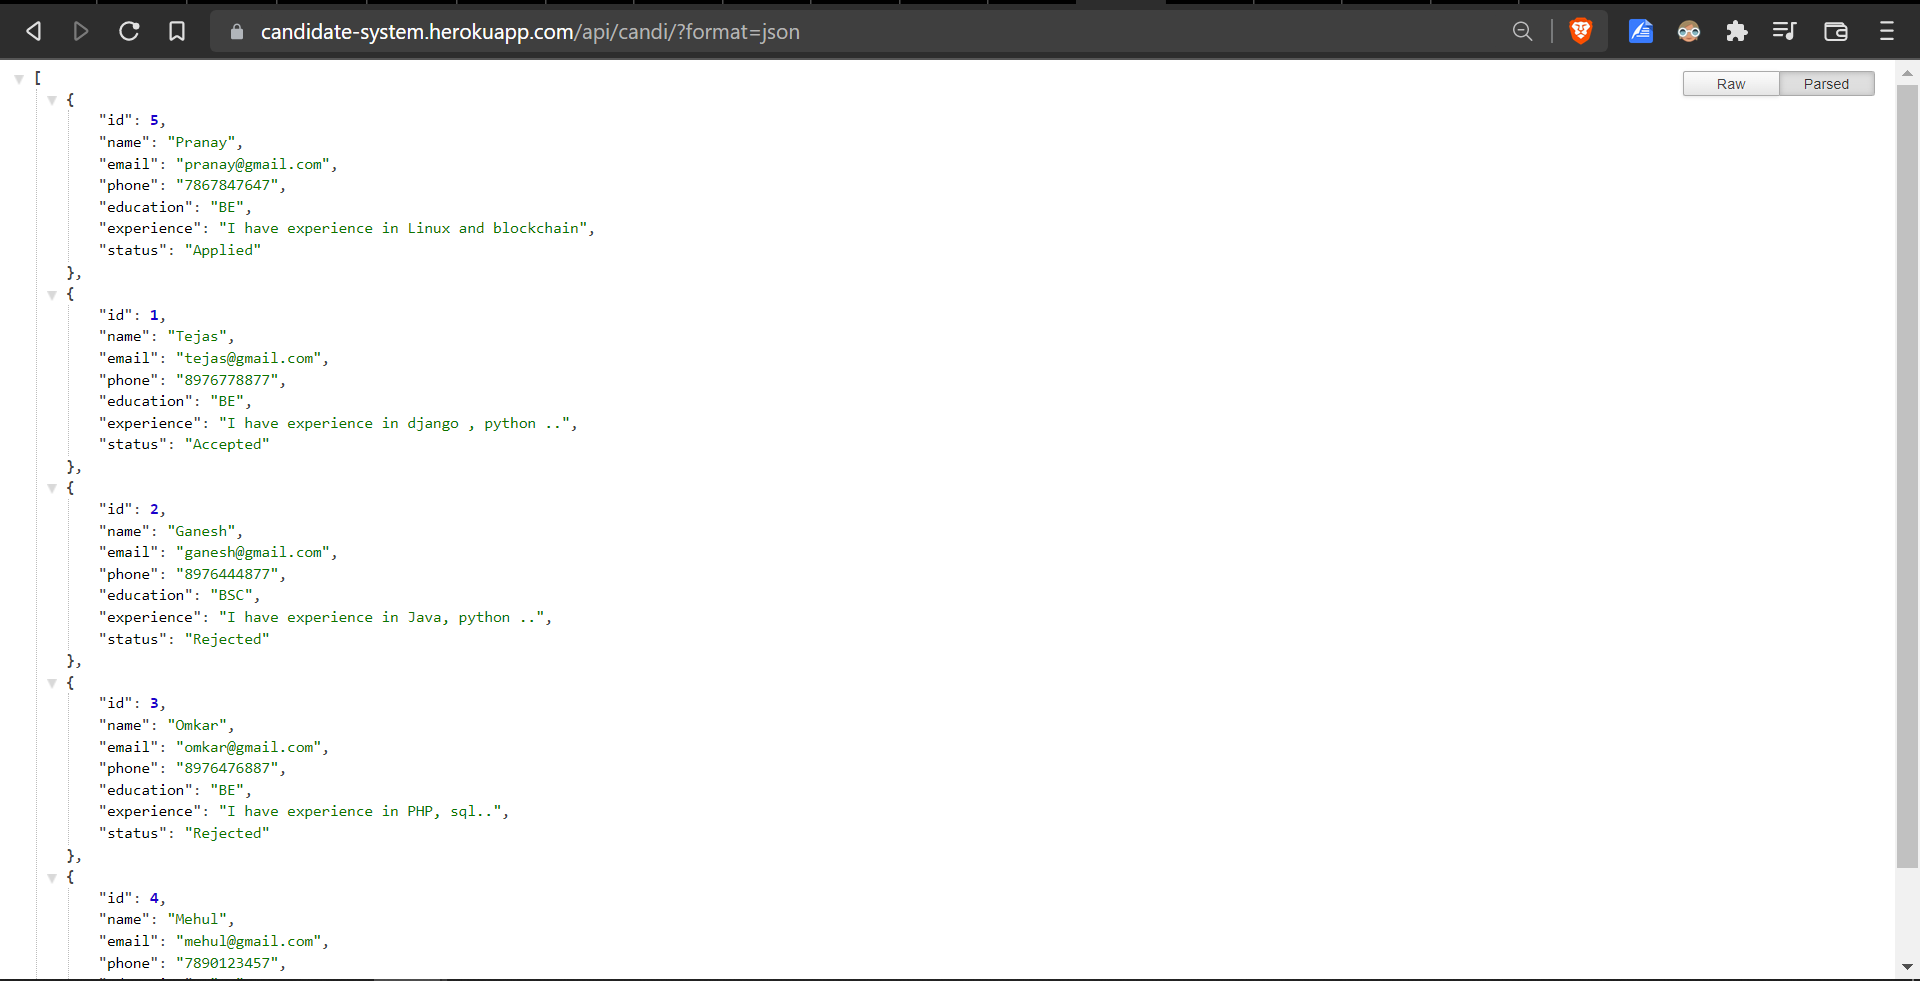 candidate-system.herokuapp.com/api/candi/?format=json
Raw Parsed
[
{
"id": 5,
"name": "Pranay",
"email": "pranay@gmail.com",
"phone": "7867847647",
"education": "BE",
"experience": "I have experience in Linux and blockchain",
"status": "Applied"
},
{
"id": 1,
"name": "Tejas",
"email": "tejas@gmail.com",
"phone": "8976778877",
"education": "BE",
"experience": "I have experience in django , python ..",
"status": "Accepted"
},
{
"id": 2,
"name": "Ganesh",
"email": "ganesh@gmail.com",
"phone": "8976444877",
"education": "BSC",
"experience": "I have experience in Java, python ..",
"status": "Rejected"
},
{
"id": 3,
"name": "Omkar",
"email": "omkar@gmail.com",
"phone": "8976476887",
"education": "BE",
"experience": "I have experience in PHP, sql..",
"status": "Rejected"
},
{
"id": 4,
"name": "Mehul",
"email": "mehul@gmail.com",
"phone": "7890123457",